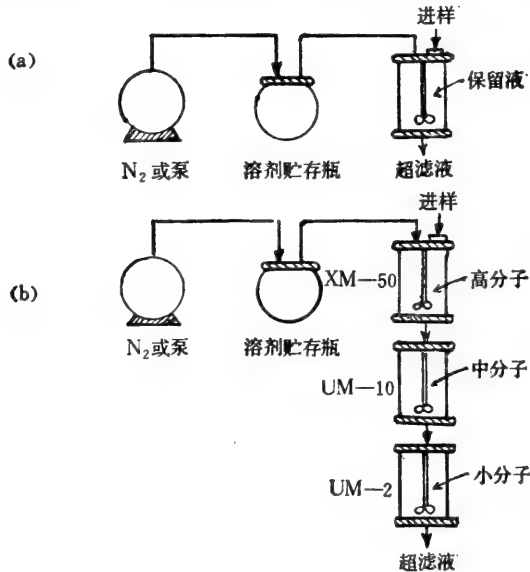 进样
(a)
保留液
N₂或泵
溶剂贮存瓶
超滤液
进样
XM—50
高分子
(b)
N₂或泵
溶剂贮存瓶
中分子
UM—10
小分子
UM—2
超滤液